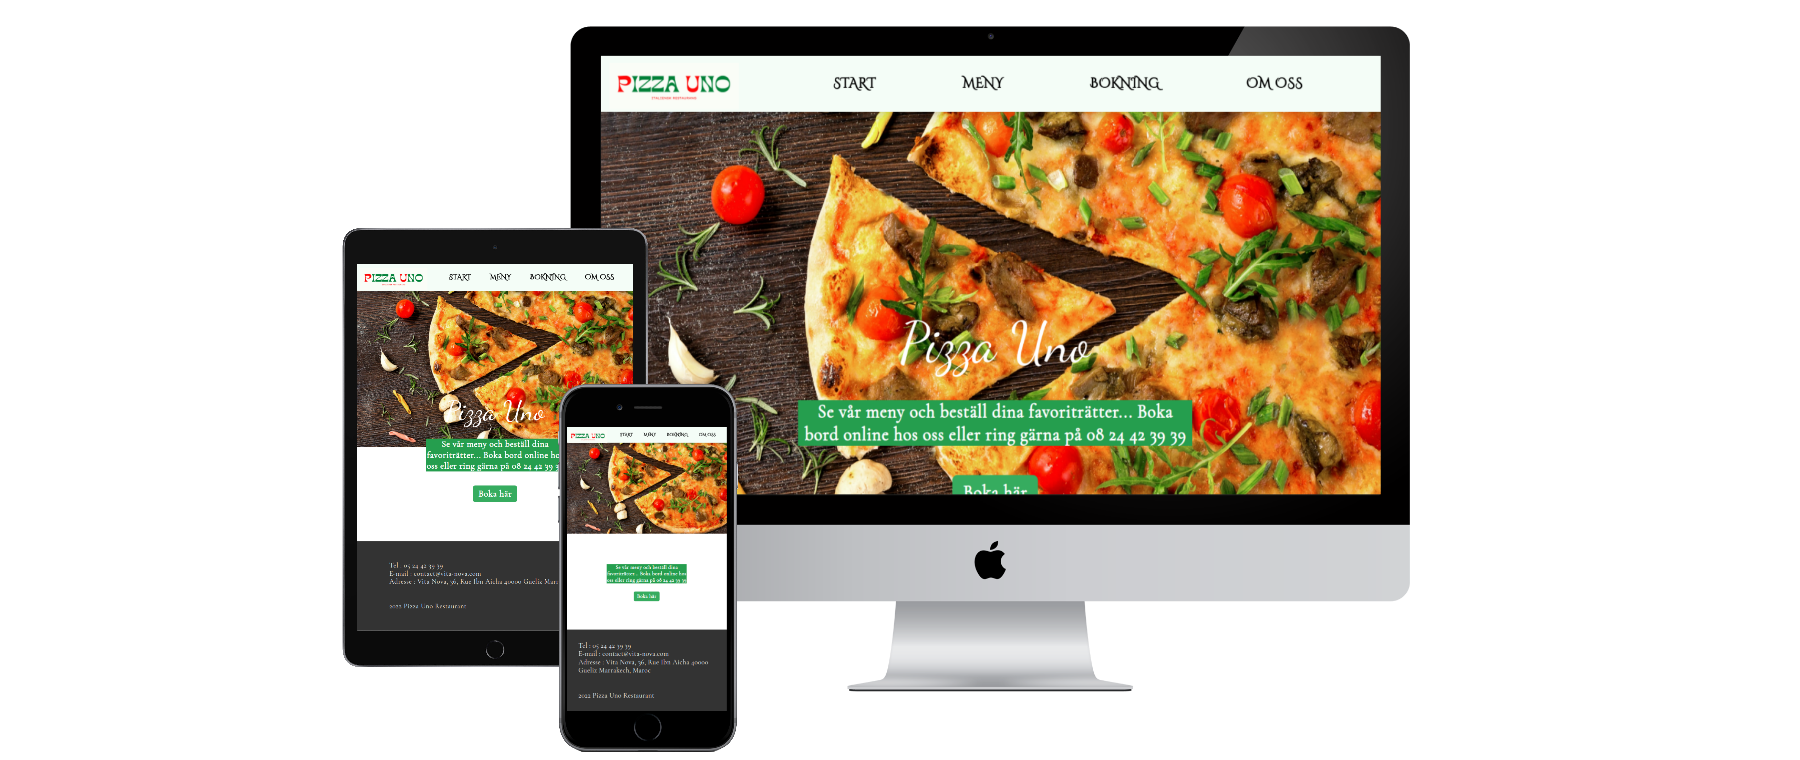 PIZZA UNO
START MENY BOKNING OM OSS
Pizza Uno
Se vår meny och beställ dina favoriträtter... Boka
bord online hos oss eller ring gärna på 08 24 42 39 39
Boka här
PIZZA UNO
START MENY BOKNING OM OSS
Pizza Uno
Se vår meny och beställ dina
favoriträtter... Boka bord online ho
oss eller ring gärna på 08 24 42 39
Boka här
Tel : 05 24 42 39 39
E-mail : contact@vita-nova.com
Adresse : Vita Nova, 36, Rue Ibn Aicha 40000 Gueliz Marr
2022 Pizza Uno Restaurant
PIZZA UNO
START MENY BOKNING OM OSS
Se vår meny och beställ dina
favoriträtter... Boka bord online hos
oss eller ring gärna på 08 24 42 39 39
Boka här
Tel : 05 24 42 39 39
E-mail : contact@vita-nova.com
Adresse : Vita Nova, 36, Rue Ibn Aicha 40000
Gueliz Marrakech, Maroc
2022 Pizza Uno Restaurant